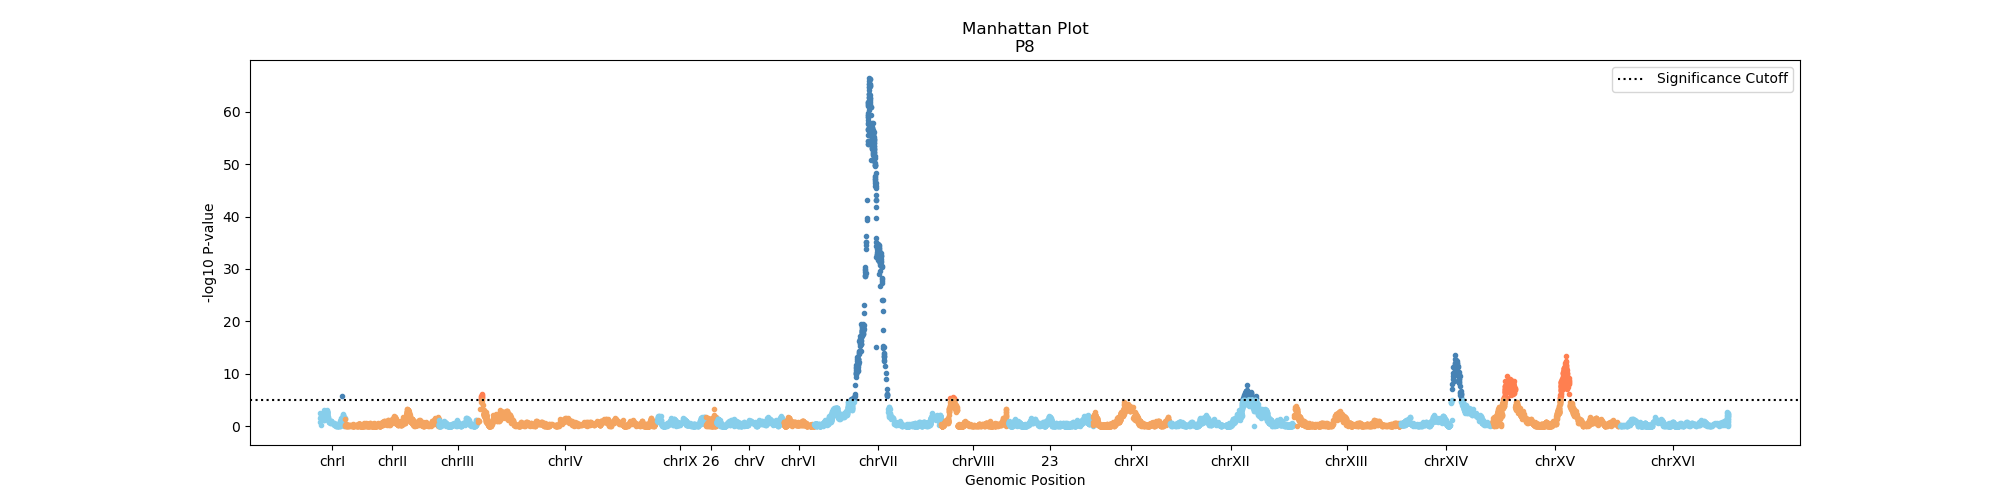 Manhattan Plot
P8
Significance Cutoff
-log10 P-value
60
50
40
30
20
10
0
chrI chrII chrIII chrIV chrIX 26 chrV chrVI chrVII chrVIII 23 chrXI chrXII chrXIII chrXIV chrXV chrXVI
Genomic Position